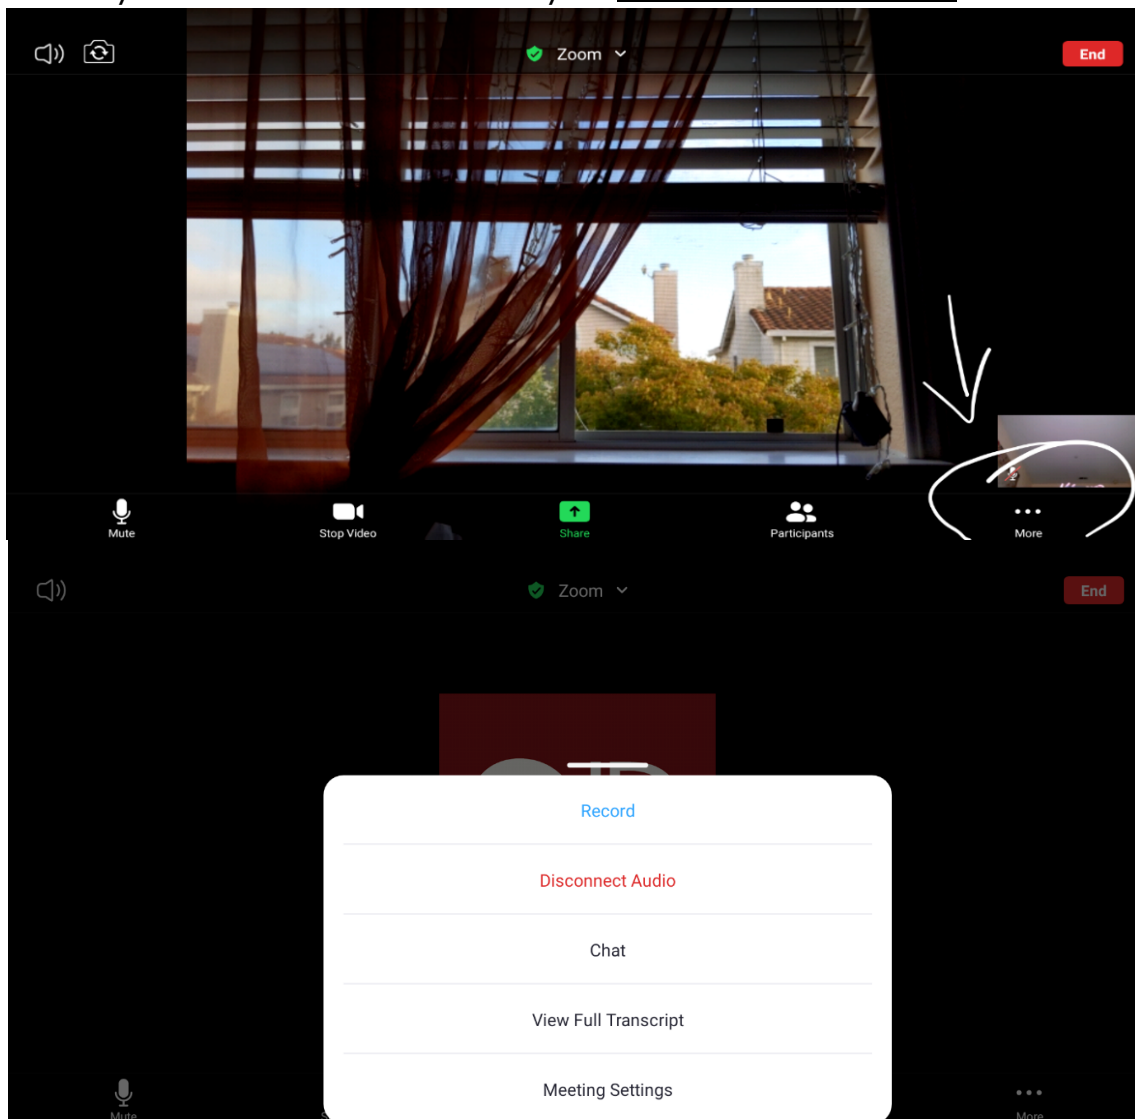 Zoom
End
Mute
Stop Video
Share
Participants
More
Zoom
End
Record
Disconnect Audio
Chat
View Full Transcript
Meeting Settings
Mute
More